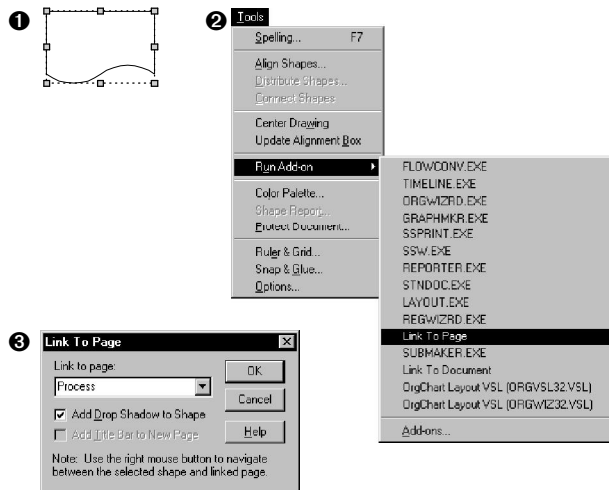 ❶
❷
Tools
Spelling... F7
Align Shapes...
Distribute Shapes...
Connect Shapes
Center Drawing
Update Alignment Box
Run Add-on
Color Palette...
Shape Report...
Protect Document...
Ruler & Grid...
Snap & Glue...
Options...
FLOWCONV.EXE
TIMELINE.EXE
ORGWIZRD.EXE
GRAPHMKR.EXE
SSPRINT.EXE
SSW.EXE
REPORTER.EXE
STNDOC.EXE
LAYOUT.EXE
REGWIZRD.EXE
Link To Page
SUBMAKER.EXE
Link To Document
OrgChart Layout VSL (ORGVSL32.VSL)
OrgChart Layout VSL (ORGWIZ32.VSL)
Add-ons...
❸
Link To Page
Link to page:
Process
Add Drop Shadow to Shape
Add Title Bar to New Page
OK
Cancel
Help
Note: Use the right mouse button to navigate
between the selected shape and linked page.